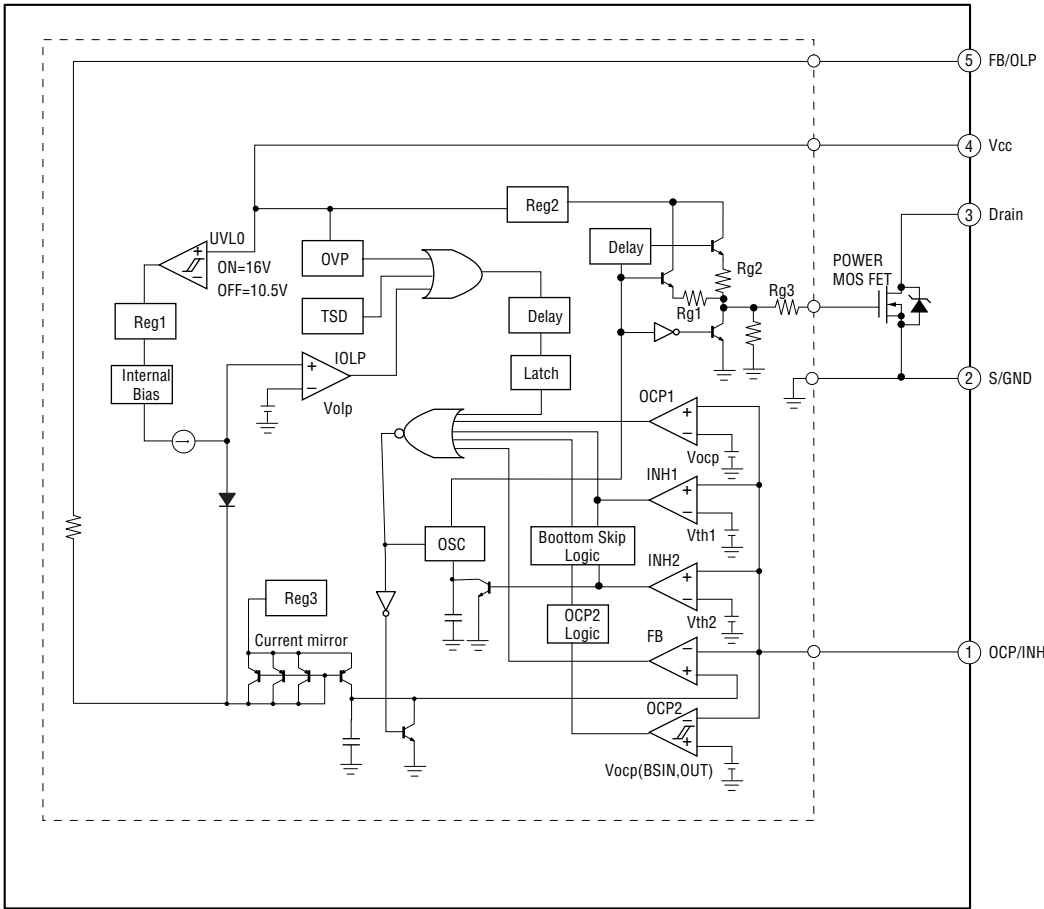 5 FB/OLP
4 Vcc
Reg2
3 Drain
UVLO
Delay
ON=16V
OFF=10.5V
OVP
POWER
MOS FET
Rg2
Rg3
Reg1
TSD
Delay
Rg1
IOLP
Internal
Bias
Latch
2 S/GND
Volp
OCP1
Vocp
INH1
OSC
Boottom Skip
Logic
Vth1
INH2
Reg3
OCP2
Logic
Vth2
Current mirror
FB
1 OCP/INH
OCP2
Vocp(BSIN,OUT)